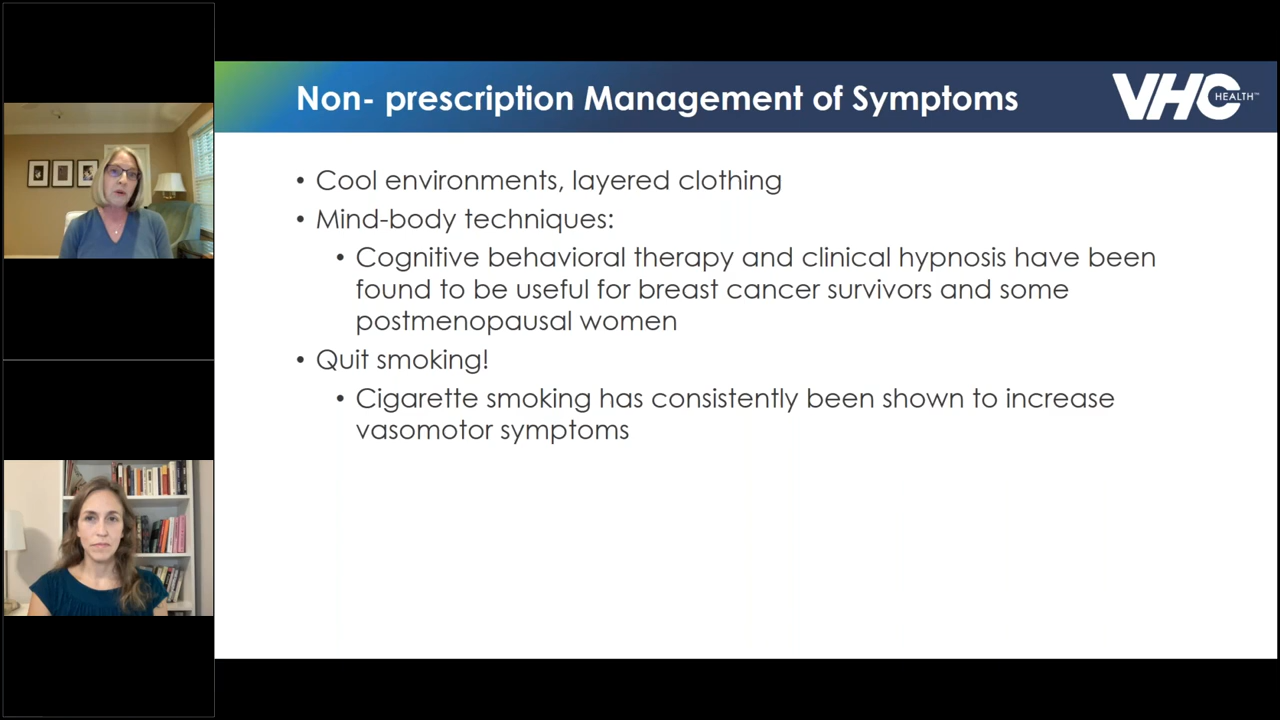 Non- prescription Management of Symptoms
VHC HEALTH™
• Cool environments, layered clothing
• Mind-body techniques:
• Cognitive behavioral therapy and clinical hypnosis have been
found to be useful for breast cancer survivors and some
postmenopausal women
• Quit smoking!
• Cigarette smoking has consistently been shown to increase
vasomotor symptoms